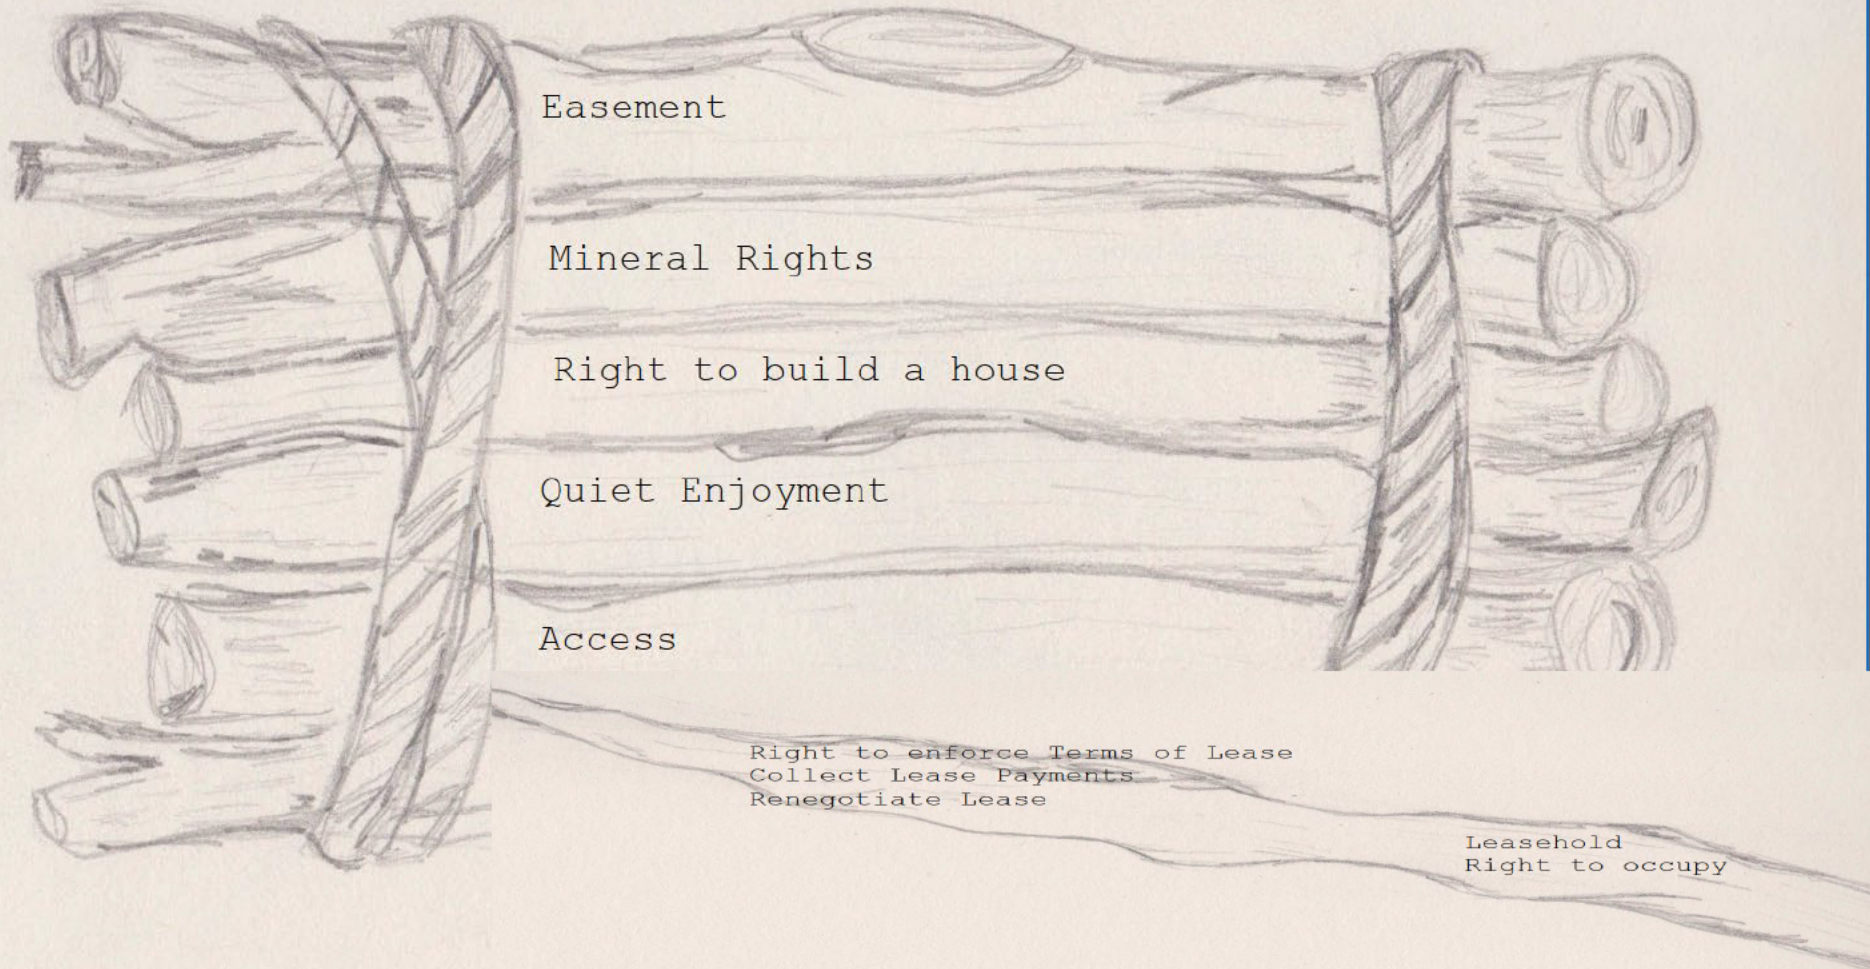 Easement
Mineral Rights
Right to build a house
Quiet Enjoyment
Access
Right to enforce Terms of Lease
Collect Lease Payments
Renegotiate Lease
Leasehold
Right to occupy